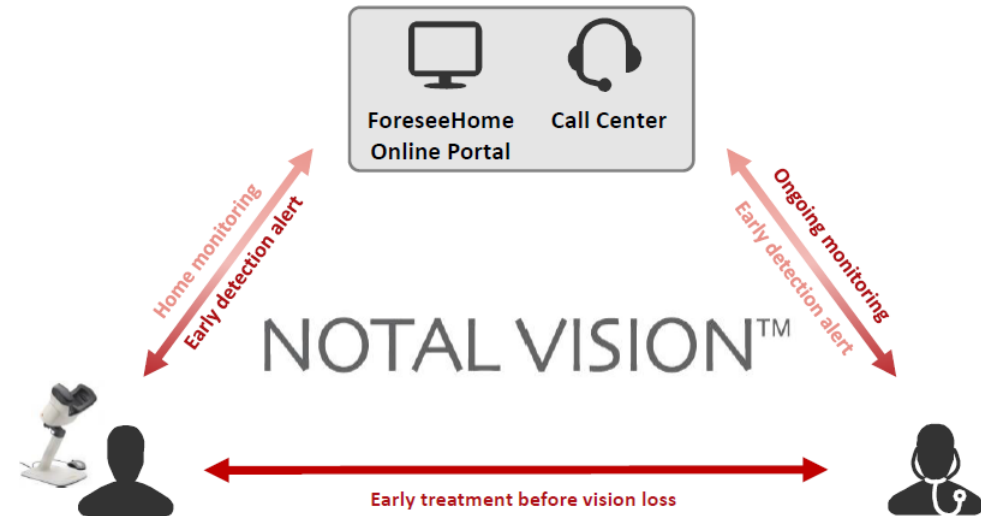 ForeseeHome
Online Portal
Call Center
Home monitoring
Early detection alert
Ongoing monitoring
Early detection alert
NOTAL VISION™
Early treatment before vision loss